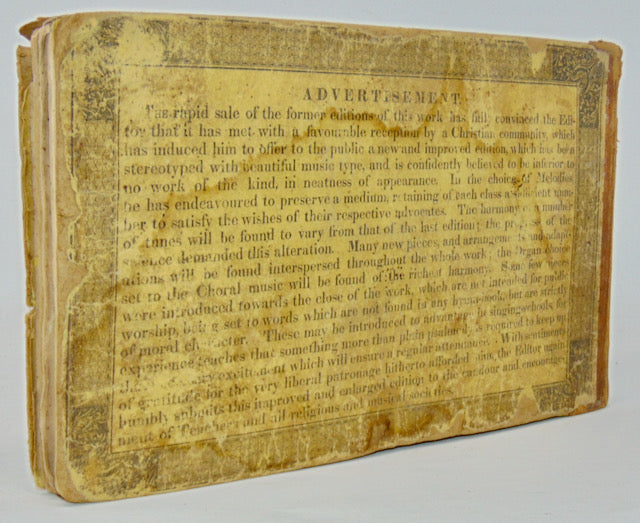 ADVERTISEMENT.
The rapid sale of the former editions of this work has fully convinced the Edi-
tor that it has met with a favourable reception by a Christian community, which
has induced him to offer to the public a new and improved edition, which has been
stereotyped with beautiful music type, and is confidently believed to be inferior to
no work of the kind, in neatness of appearance. In the choice of Melodies
he has endeavoured to preserve a medium, retaining of each class a sufficient num-
ber to satisfy the wishes of their respective advocates. The harmony of a number
of tunes will be found to vary from that of the last edition; the progress of the
science demanded this alteration. Many new pieces, and arrangements and adap-
tations will be found interspersed throughout the whole work; the Organ
set to the Choral music will be found of the richest harmony. Some few pieces
were introduced towards the close of the work, which are not intended for public
worship, being set to words which are not found in any hymn-book, but are strictly
of moral character. These may be introduced to advantage in singing schools, for
experience teaches that something more than plain psalmody is required to keep up
excitement which will ensure a regular attendance. With sentiments
of gratitude for the very liberal patronage hitherto afforded him, the Editor again
humbly submits this improved and enlarged edition to the candour and encourage-
ment of Teachers and all religious and musical societies.